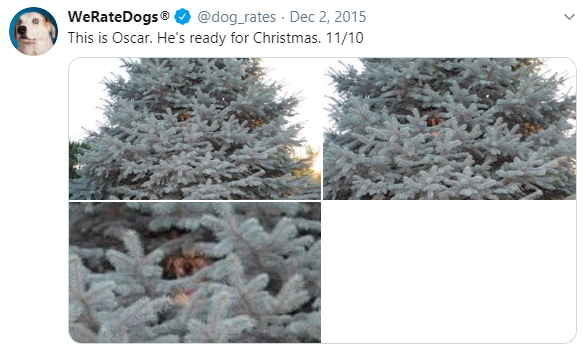 WeRateDogs® @dog_rates · Dec 2, 2015
This is Oscar. He's ready for Christmas. 11/10